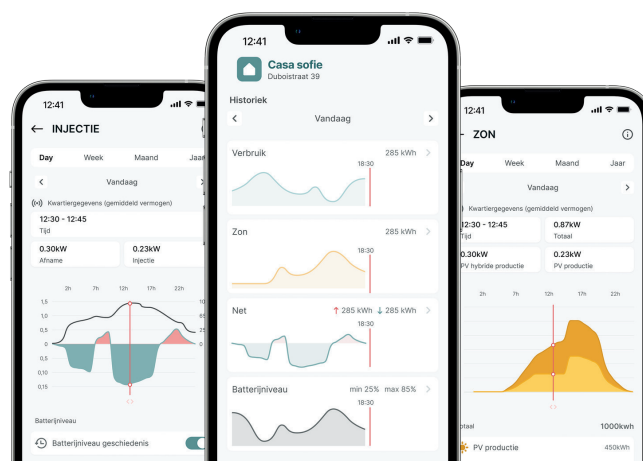 12:41
INJECTIE
Day Week Maand Jaar
Vandaag
Kwartiergegevens (gemiddeld vermogen)
12:30 - 12:45
Tijd
0.30kW 0.23kW
Afname Injectie
2h 7h 12h 17h 22h
1,5
1,0
0,5
0
0,5
0,10
0,15
Batterijniveau
Batterijniveau geschiedenis
12:41
Casa sofie
Duboistraat 39
Historiek
Vandaag
Verbruik 285 kWh
18:30
Zon 285 kWh
18:30
Net ↑ 285 kWh ↓ 285 kWh
18:30
Batterijniveau min 25% max 85%
18:30
12:41
ZON
Day Week Maand Jaar
Vandaag
Kwartiergegevens (gemiddeld vermogen)
12:30 - 12:45 0.87kW
Tijd Totaal
0.30kW 0.23kW
PV hybride productie PV productie
2h 7h 12h 17h 22h
otaal 1000kwh
PV productie 450kWh